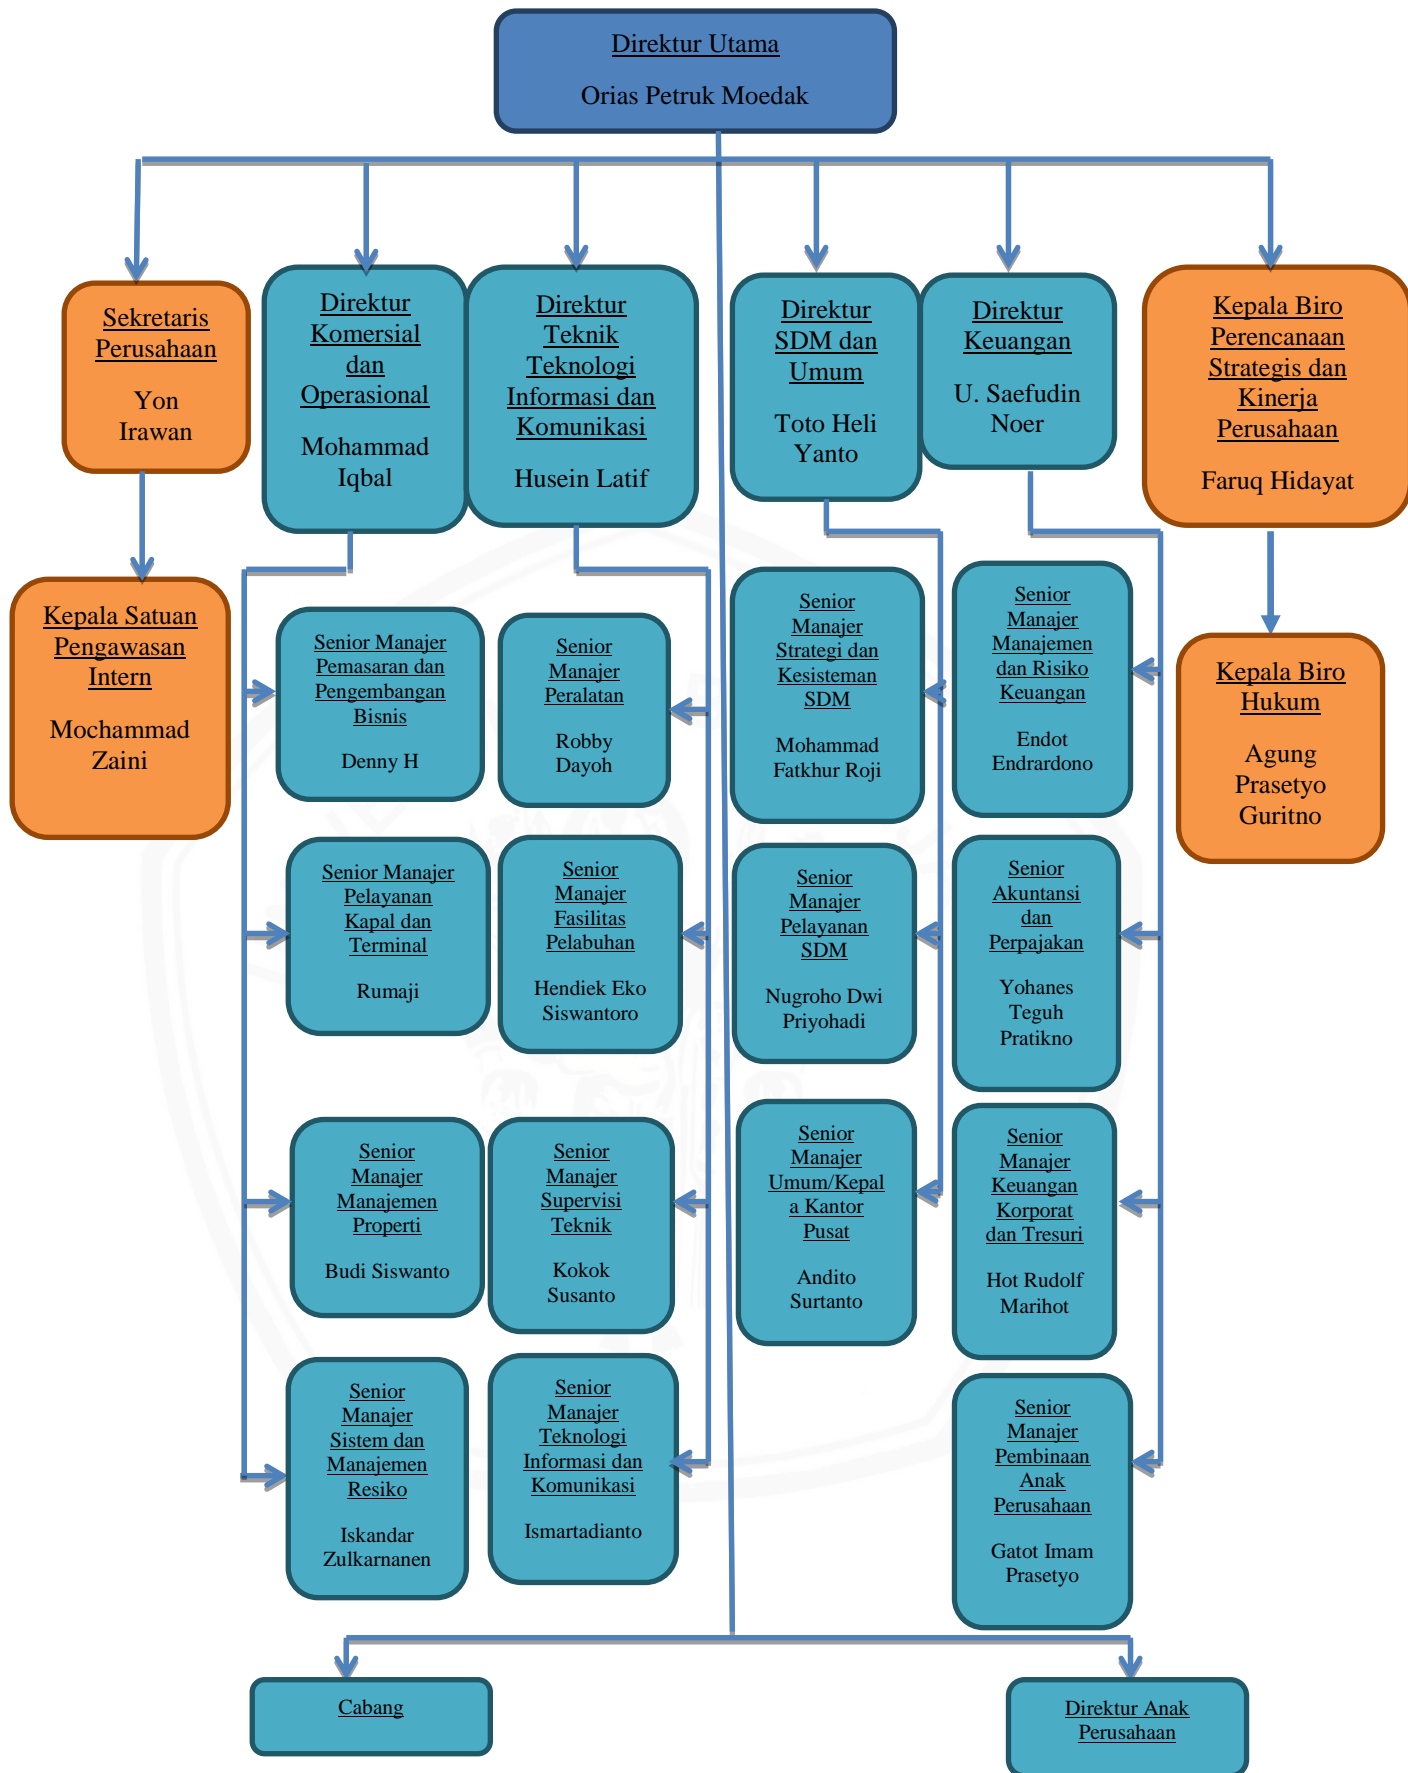 Direktur Utama
Orias Petruk Moedak
Sekretaris
Perusahaan
Yon
Irawan
Direktur
Komersial
dan
Operasional
Mohammad
Iqbal
Direktur
Teknik
Teknologi
Informasi dan
Komunikasi
Husein Latif
Direktur
SDM dan
Umum
Toto Heli
Yanto
Direktur
Keuangan
U. Saefudin
Noer
Kepala Biro
Perencanaan
Strategis dan
Kinerja
Perusahaan
Faruq Hidayat
Kepala Satuan
Pengawasan
Intern
Mochammad
Zaini
Senior Manajer
Pemasaran dan
Pengembangan
Bisnis
Denny H
Senior
Manajer
Peralatan
Robby
Dayoh
Senior
Manajer
Strategi dan
Kesisteman
SDM
Mohammad
Fatkhur Roji
Senior
Manajer
Manajemen
dan Risiko
Keuangan
Endot
Endrardono
Kepala Biro
Hukum
Agung
Prasetyo
Guritno
Senior Manajer
Pelayanan
Kapal dan
Terminal
Rumaji
Senior
Manajer
Fasilitas
Pelabuhan
Hendiek Eko
Siswantoro
Senior
Manajer
Pelayanan
SDM
Nugroho Dwi
Priyohadi
Senior
Akuntansi
dan
Perpajakan
Yohanes
Teguh
Pratikno
Senior
Manajer
Manajemen
Properti
Budi Siswanto
Senior
Manajer
Supervisi
Teknik
Kokok
Susanto
Senior
Manajer
Umum/Kepal
a Kantor
Pusat
Andito
Surtanto
Senior
Manajer
Keuangan
Korporat
dan Tresuri
Hot Rudolf
Marihot
Senior
Manajer
Sistem dan
Manajemen
Resiko
Iskandar
Zulkarnanen
Senior
Manajer
Teknologi
Informasi dan
Komunikasi
Ismartadianto
Senior
Manajer
Pembinaan
Anak
Perusahaan
Gatot Imam
Prasetyo
Cabang
Direktur Anak
Perusahaan